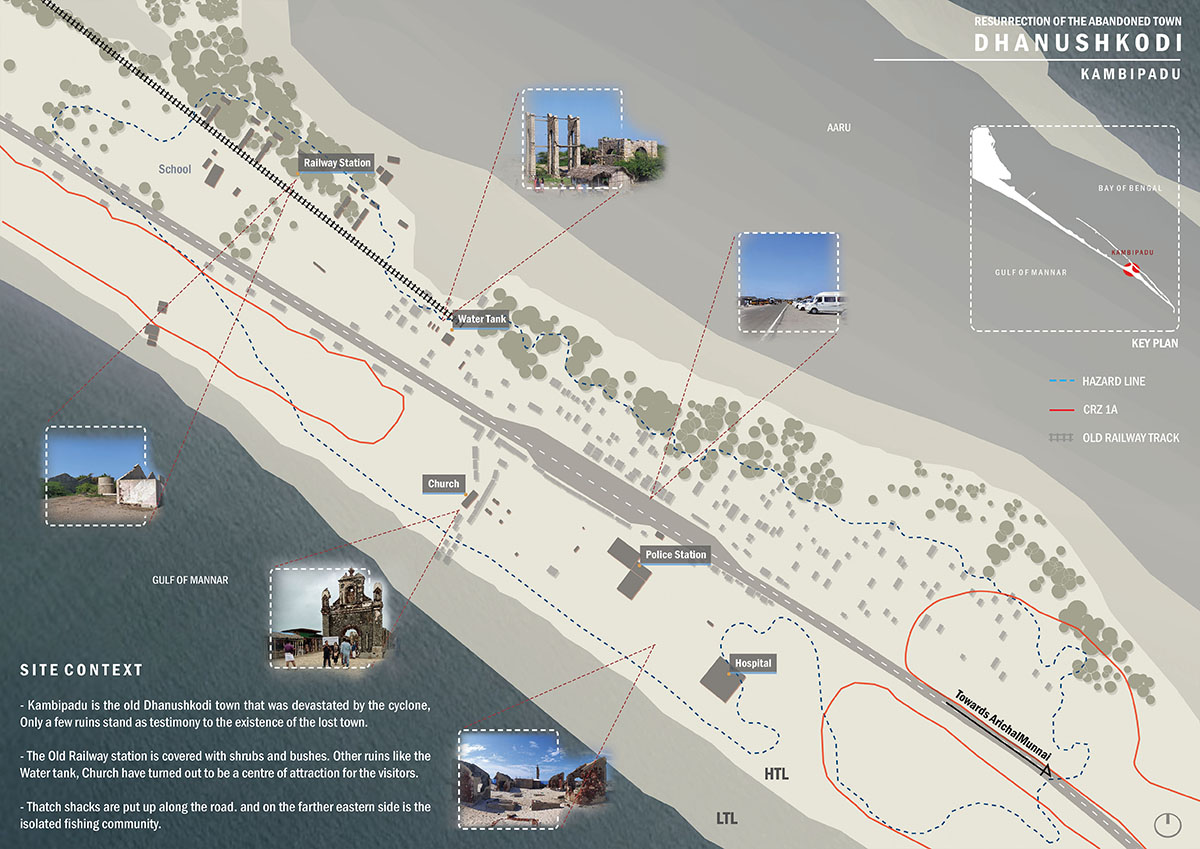 RESURRECTION OF THE ABANDONED TOWN
DHANUSHKODI
KAMBIPADU
AARU
BAY OF BENGAL
KAMBIPADU
GULF OF MANNAR
KEY PLAN
HAZARD LINE
CRZ 1A
OLD RAILWAY TRACK
School
Railway Station
Water Tank
Church
Police Station
Hospital
GULF OF MANNAR
Towards ArichalMunnal
HTL
LTL
SITE CONTEXT
- Kambipadu is the old Dhanushkodi town that was devastated by the cyclone,
Only a few ruins stand as testimony to the existence of the lost town.
- The Old Railway station is covered with shrubs and bushes. Other ruins like the
Water tank, Church have turned out to be a centre of attraction for the visitors.
- Thatch shacks are put up along the road. and on the farther eastern side is the
isolated fishing community.